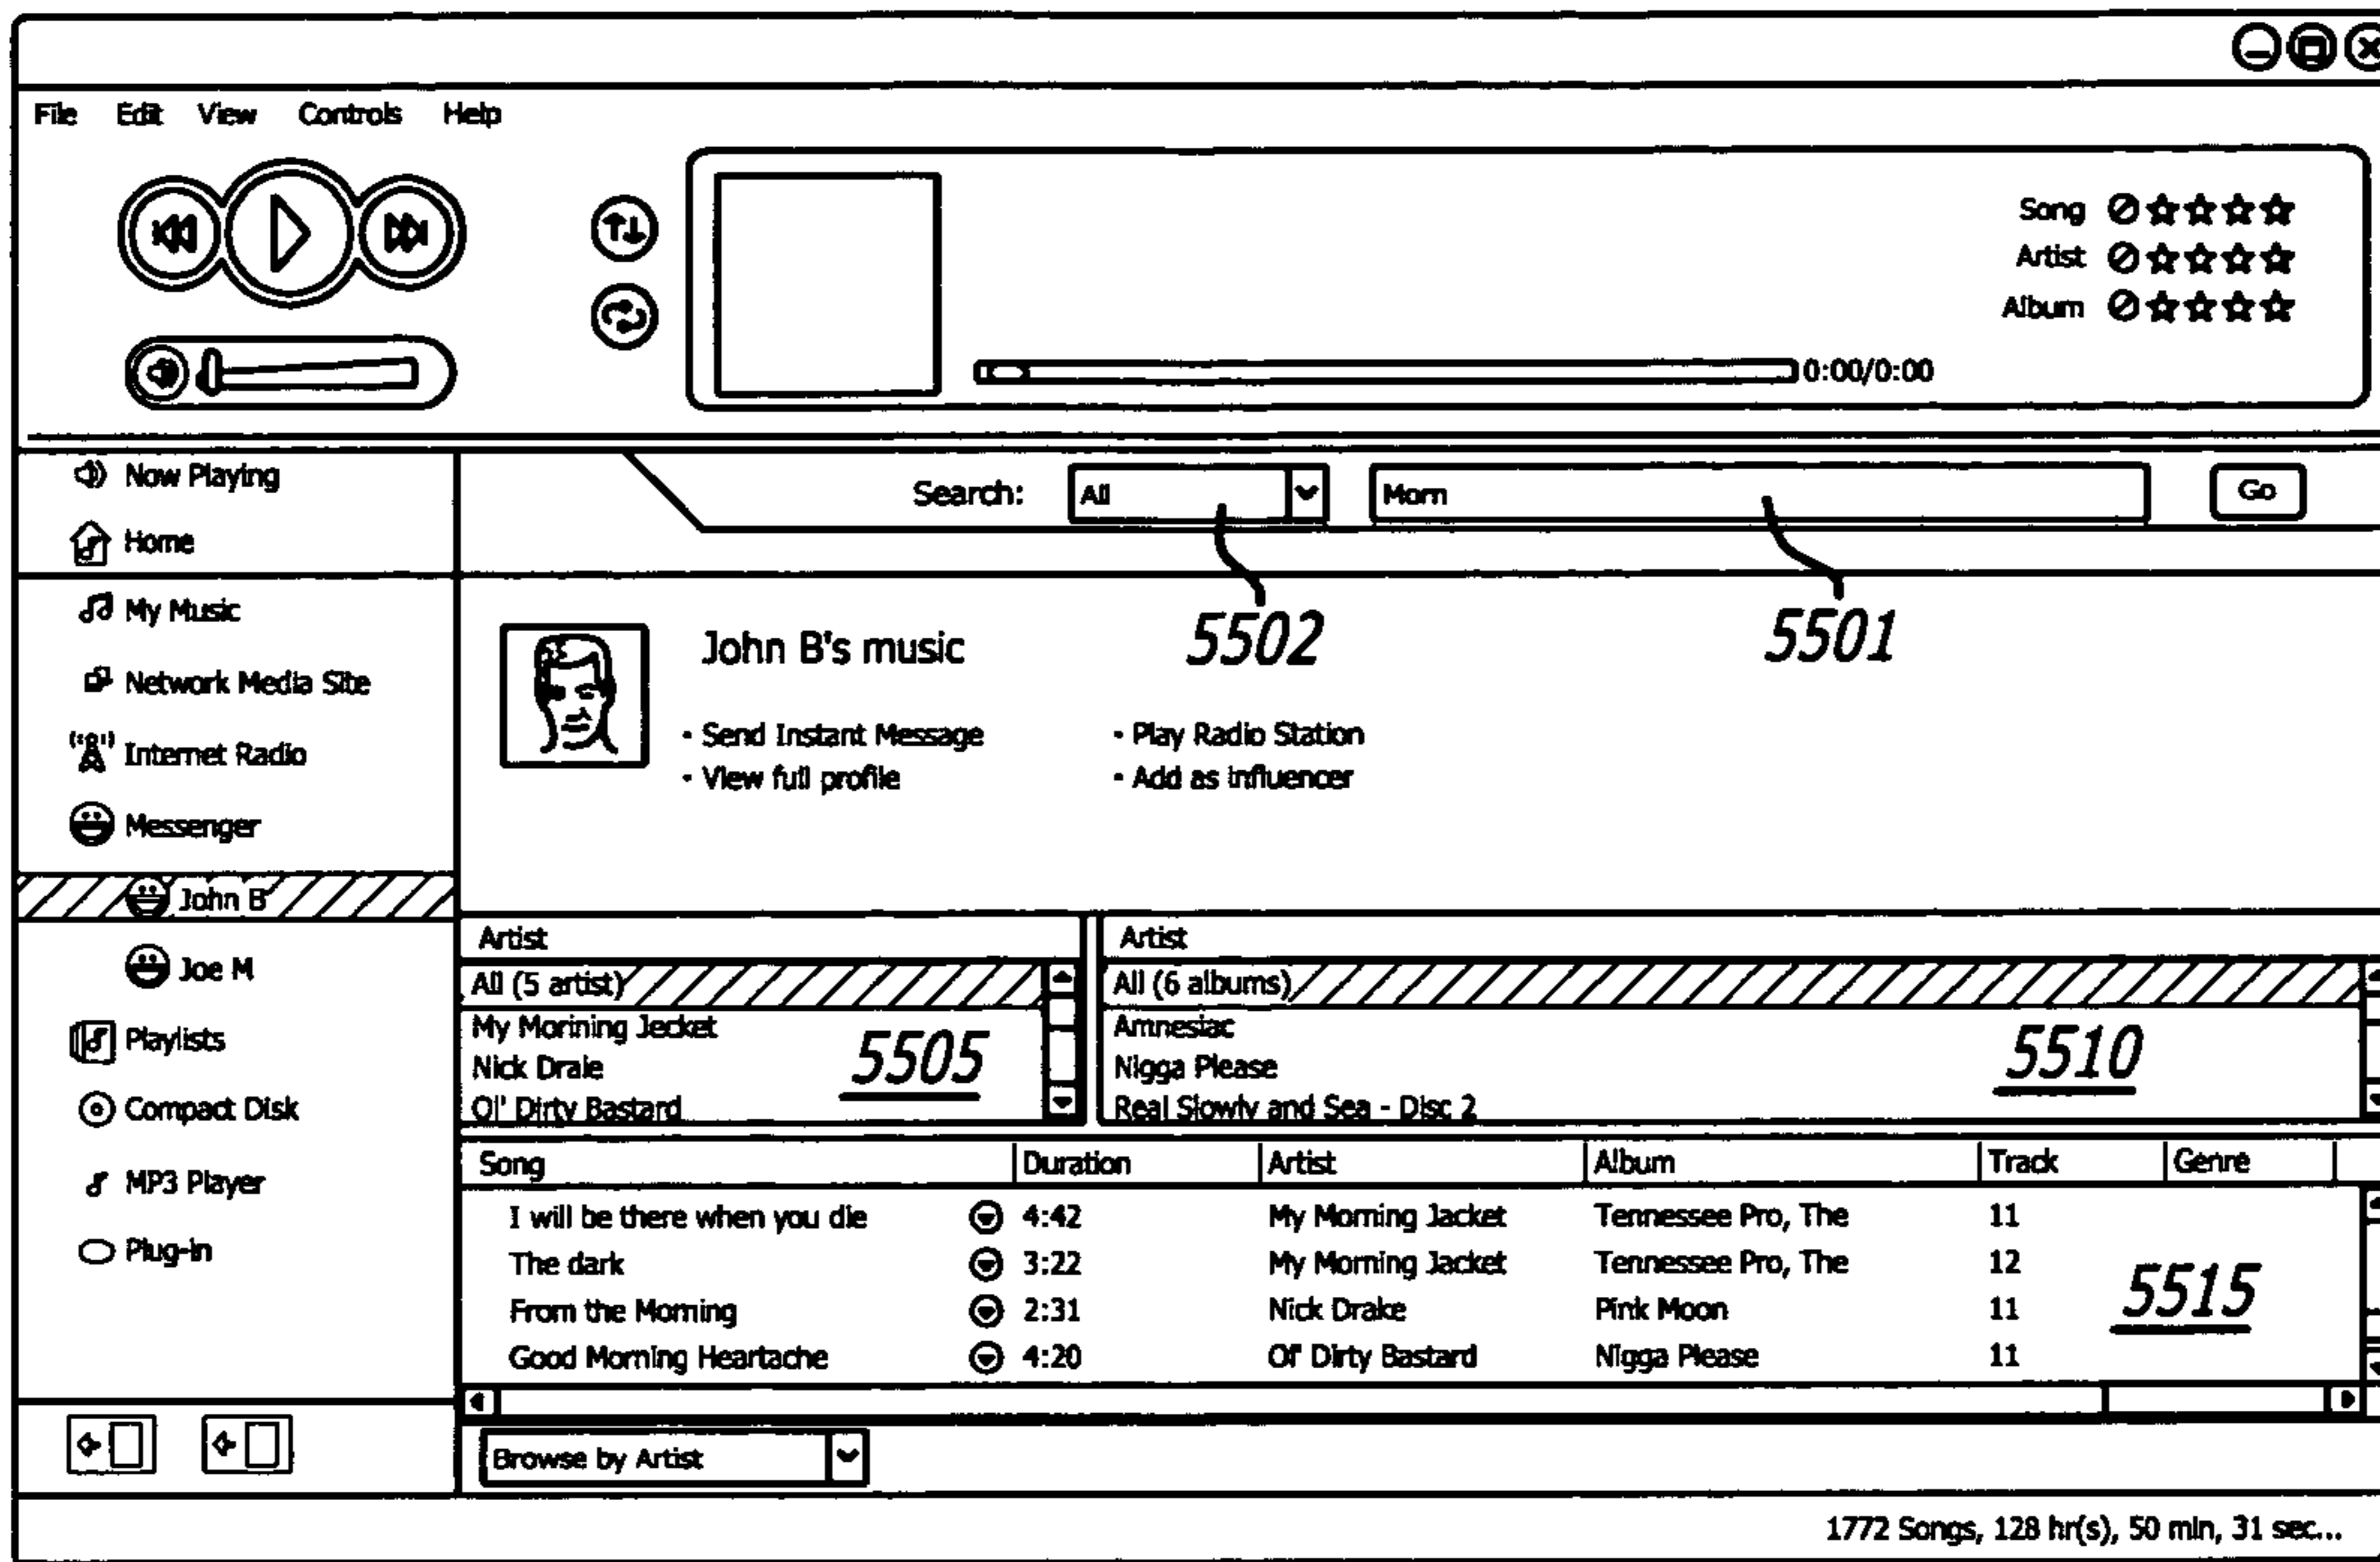 File Edit View Controls Help
Song
Artist
Album
0:00/0:00
Now Playing
Search: All Morn Go
Home
My Music
5502 5501
John B's music
Network Media Site
- Send Instant Message - Play Radio Station
Internet Radio
- View full profile - Add as influencer
Messenger
John B
Artist Artist
Joe M
All (5 artist) All (6 albums)
My Morining Jecket Amnesiac
Playlists
5505 5510
Nick Draie Nigga Please
Compact Disk
Ol' Dirty Bastard Real Slowly and Sea - Disc 2
Song Duration Artist Album Track Genre
MP3 Player
I will be there when you die 4:42 My Morning Jacket Tennessee Pro, The 11
Plug-in
The dark 3:22 My Morning Jacket Tennessee Pro, The 12
5515
From the Morning 2:31 Nick Drake Pink Moon 11
Good Morning Heartache 4:20 Ol' Dirty Bastard Nigga Please 11
Browse by Artist
1772 Songs, 128 hr(s), 50 min, 31 sec...